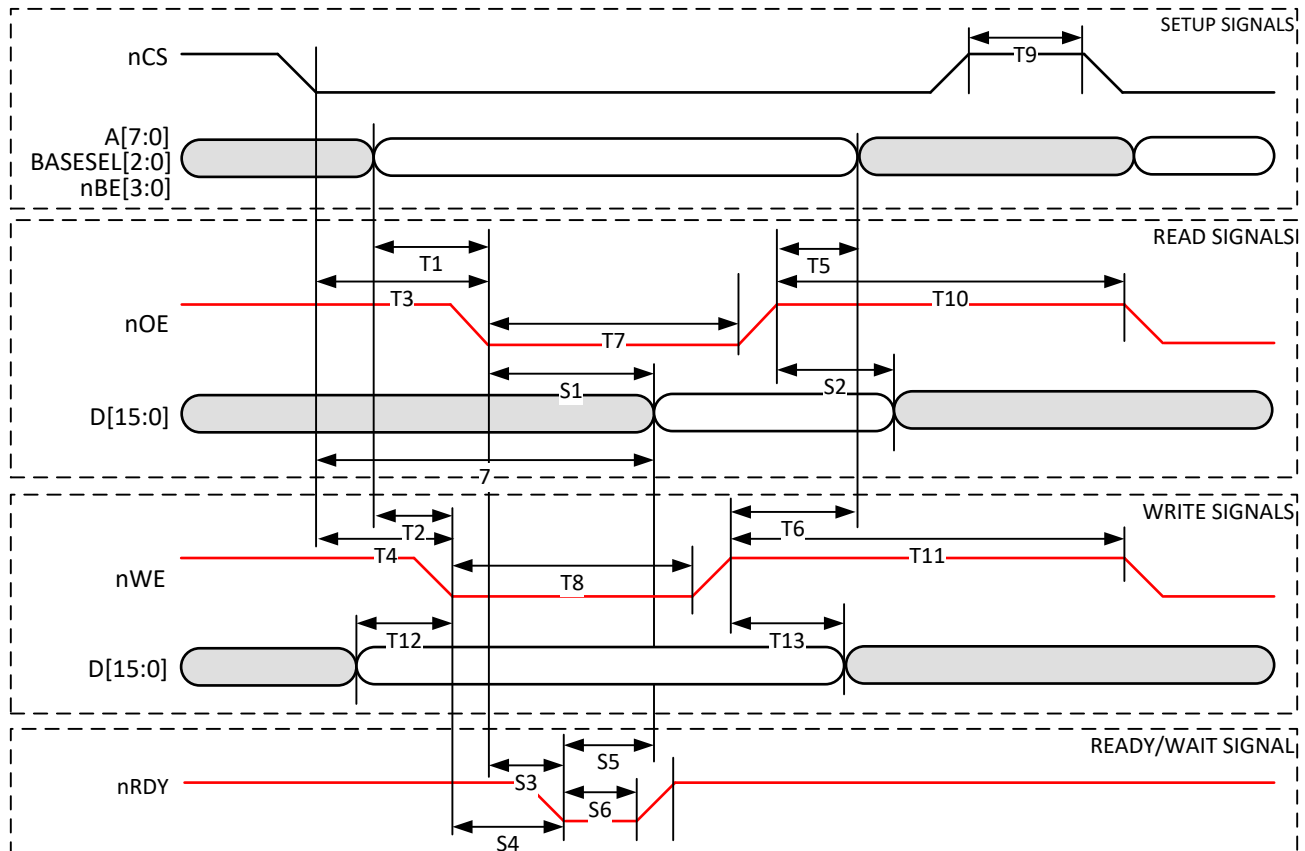 SETUP SIGNALS
nCS
T9
A[7:0]
BASESEL[2:0]
nBE[3:0]
READ SIGNALS
T1
T5
T3
T10
nOE
T7
S1
S2
D[15:0]
7
WRITE SIGNALS
T2
T6
T4
T11
nWE
T8
T12
T13
D[15:0]
READY/WAIT SIGNAL
S5
nRDY
S3
S6
S4